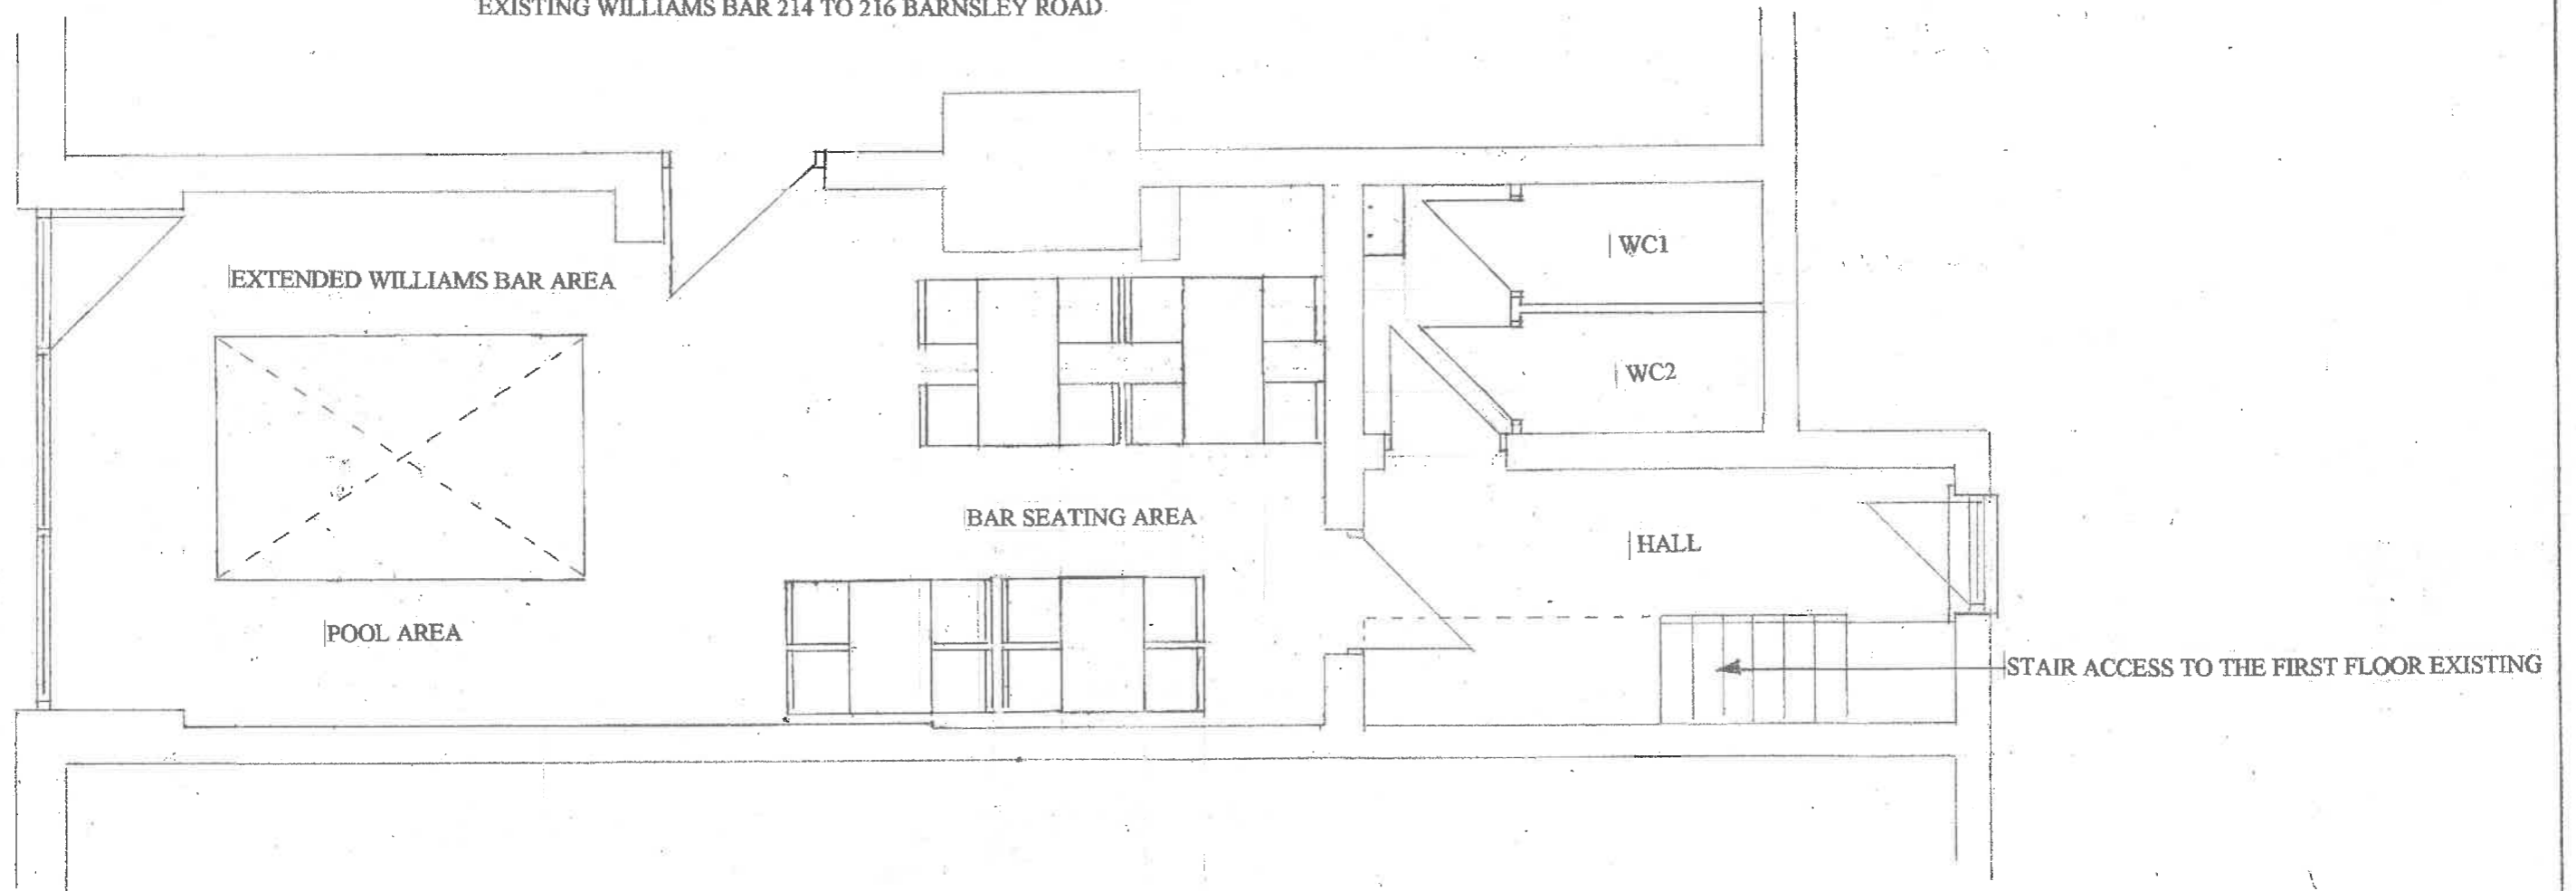 EXISTING WILLIAMS BAR 214 TO 216 BARNSLEY ROAD
EXTENDED WILLIAMS BAR AREA
WC1
WC2
BAR SEATING AREA
HALL
POOL AREA
STAIR ACCESS TO THE FIRST FLOOR EXISTING